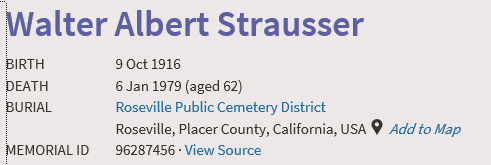 Walter Albert Strausser
BIRTH 9 Oct 1916
DEATH 6 Jan 1979 (aged 62)
BURIAL Roseville Public Cemetery District
Roseville, Placer County, California, USA Add to Map
MEMORIAL ID 96287456 · View Source